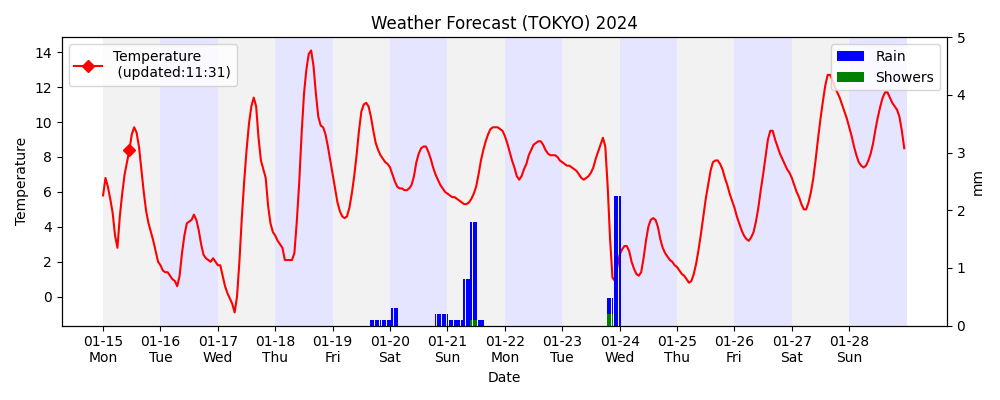 Weather Forecast (TOKYO) 2024
Temperature
(updated:11:31)
Rain
Showers
Temperature
14
12
10
8
6
4
2
0
5
4
3
2
1
0
mm
01-15 01-16 01-17 01-18 01-19 01-20 01-21 01-22 01-23 01-24 01-25 01-26 01-27 01-28
Mon Tue Wed Thu Fri Sat Sun Mon Tue Wed Thu Fri Sat Sun
Date